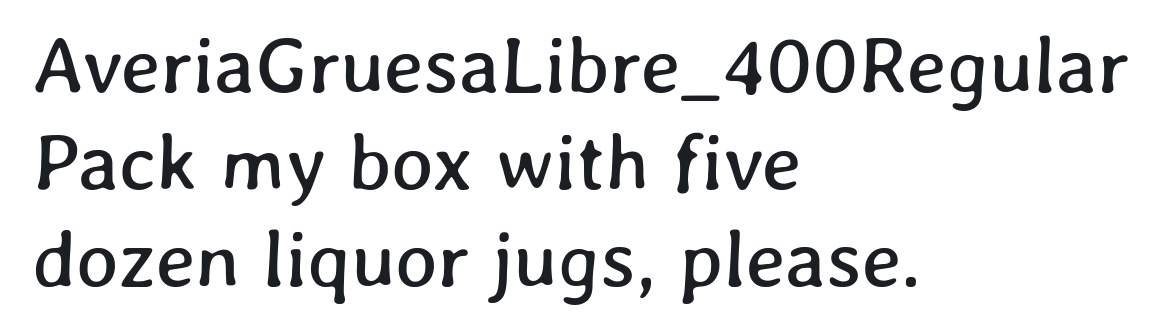 AveriaGruesaLibre_400Regular
Pack my box with five
dozen liquor jugs, please.